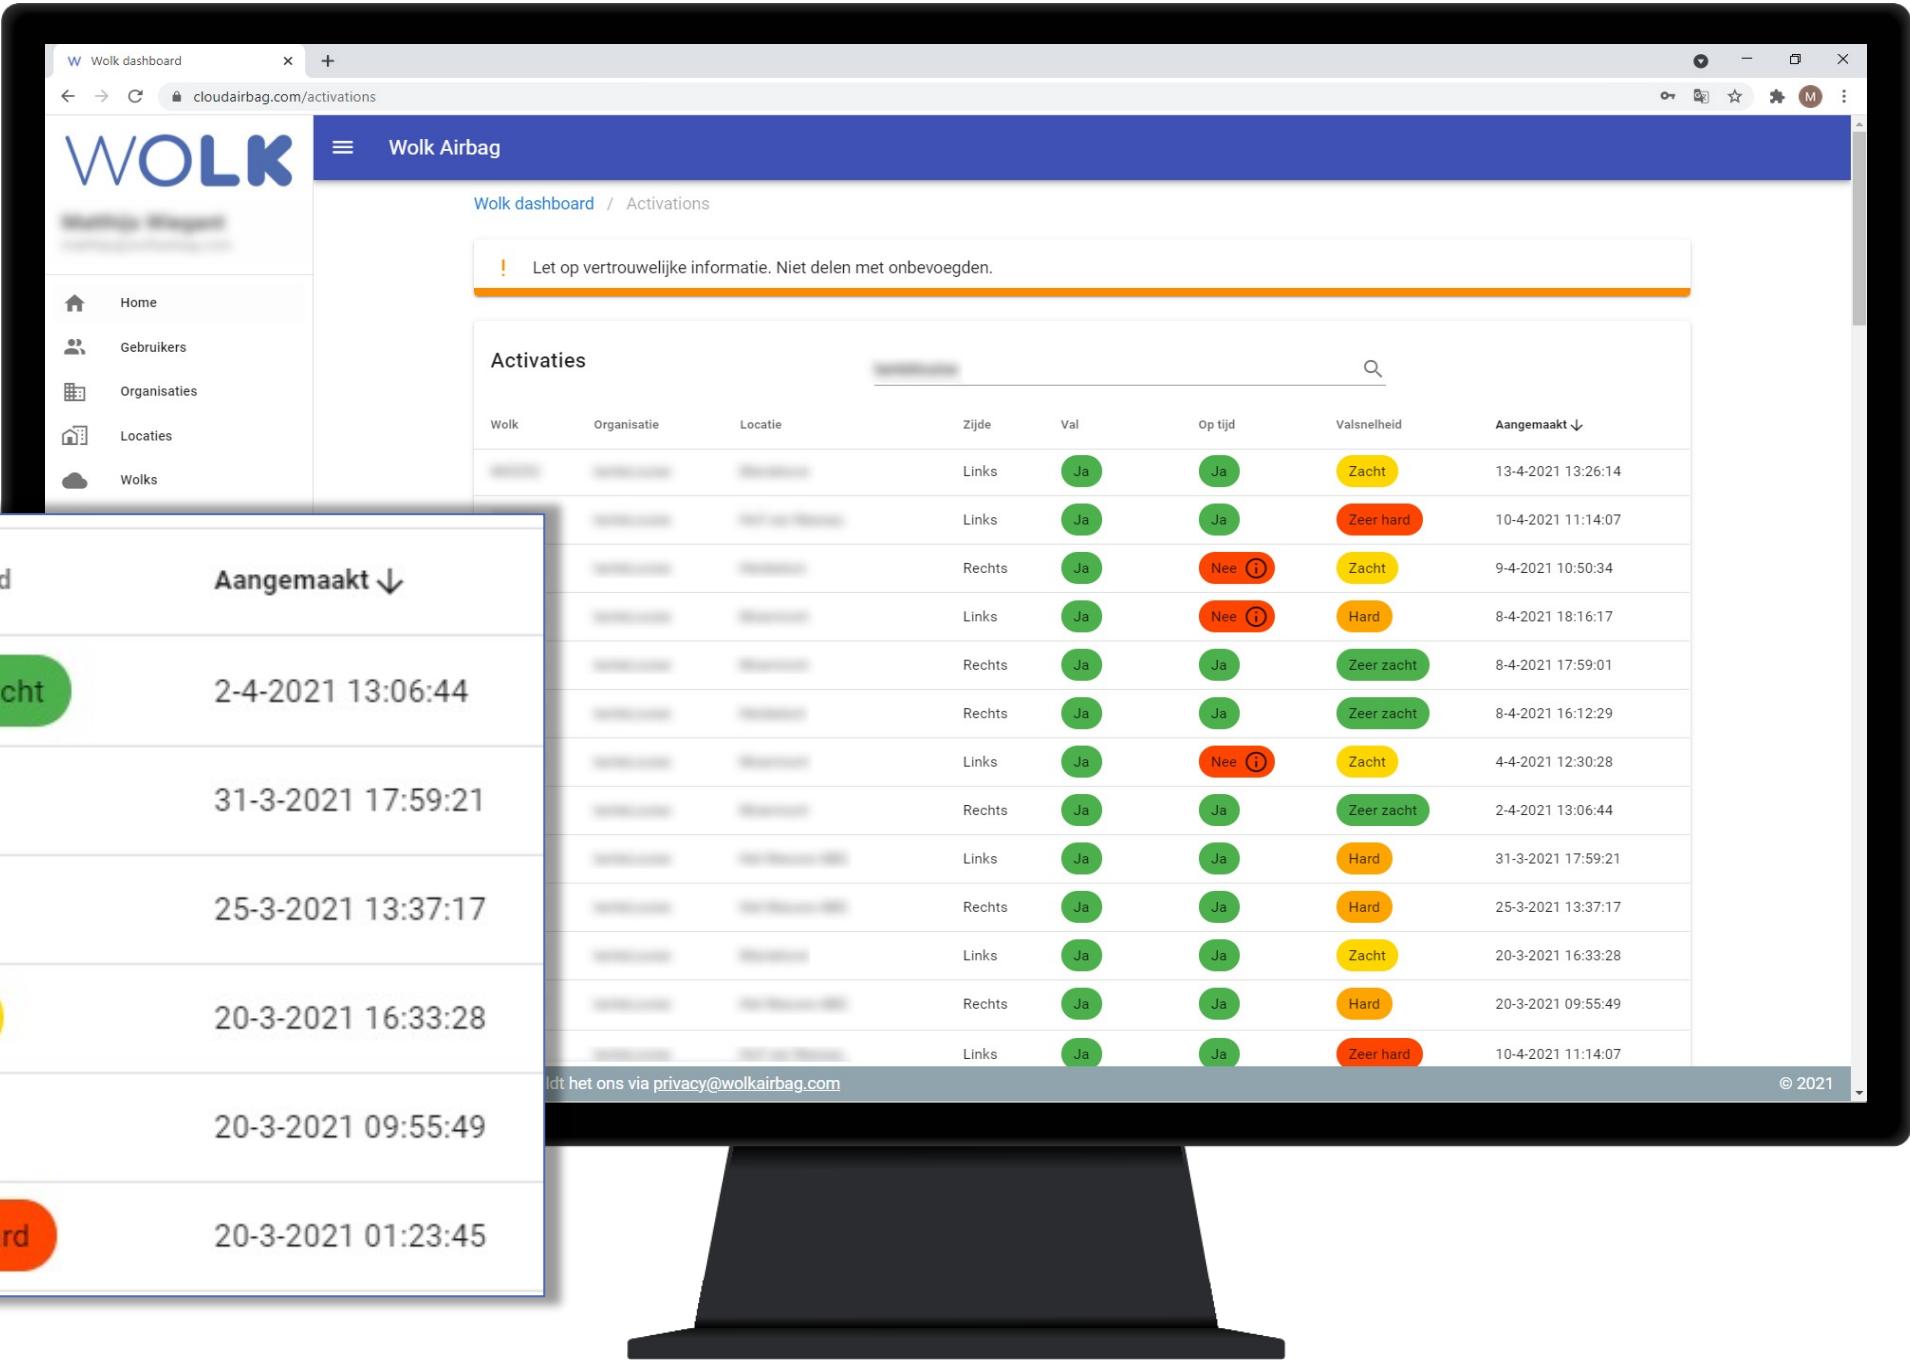 W Wolk dashboard
cloudairbag.com/activations
M
WOLK
Wolk Airbag
Wolk dashboard / Activations
! Let op vertrouwelijke informatie. Niet delen met onbevoegden.
Home
Gebruikers
Organisaties
Locaties
Wolks
Activaties
Wolk Organisatie Locatie Zijde Val Op tijd Valsnelheid Aangemaakt
Links Ja Ja Zacht 13-4-2021 13:26:14
Links Ja Ja Zeer hard 10-4-2021 11:14:07
Rechts Ja Nee Zacht 9-4-2021 10:50:34
Links Ja Nee Hard 8-4-2021 18:16:17
Rechts Ja Ja Zeer zacht 8-4-2021 17:59:01
Rechts Ja Ja Zeer zacht 8-4-2021 16:12:29
Links Ja Nee Zacht 4-4-2021 12:30:28
Rechts Ja Ja Zeer zacht 2-4-2021 13:06:44
Links Ja Ja Hard 31-3-2021 17:59:21
Rechts Ja Ja Hard 25-3-2021 13:37:17
Links Ja Ja Zacht 20-3-2021 16:33:28
Rechts Ja Ja Hard 20-3-2021 09:55:49
Links Ja Ja Zeer hard 10-4-2021 11:14:07
ldt het ons via privacy@wolkairbag.com
© 2021
d Aangemaakt
cht 2-4-2021 13:06:44
31-3-2021 17:59:21
25-3-2021 13:37:17
20-3-2021 16:33:28
20-3-2021 09:55:49
rd 20-3-2021 01:23:45